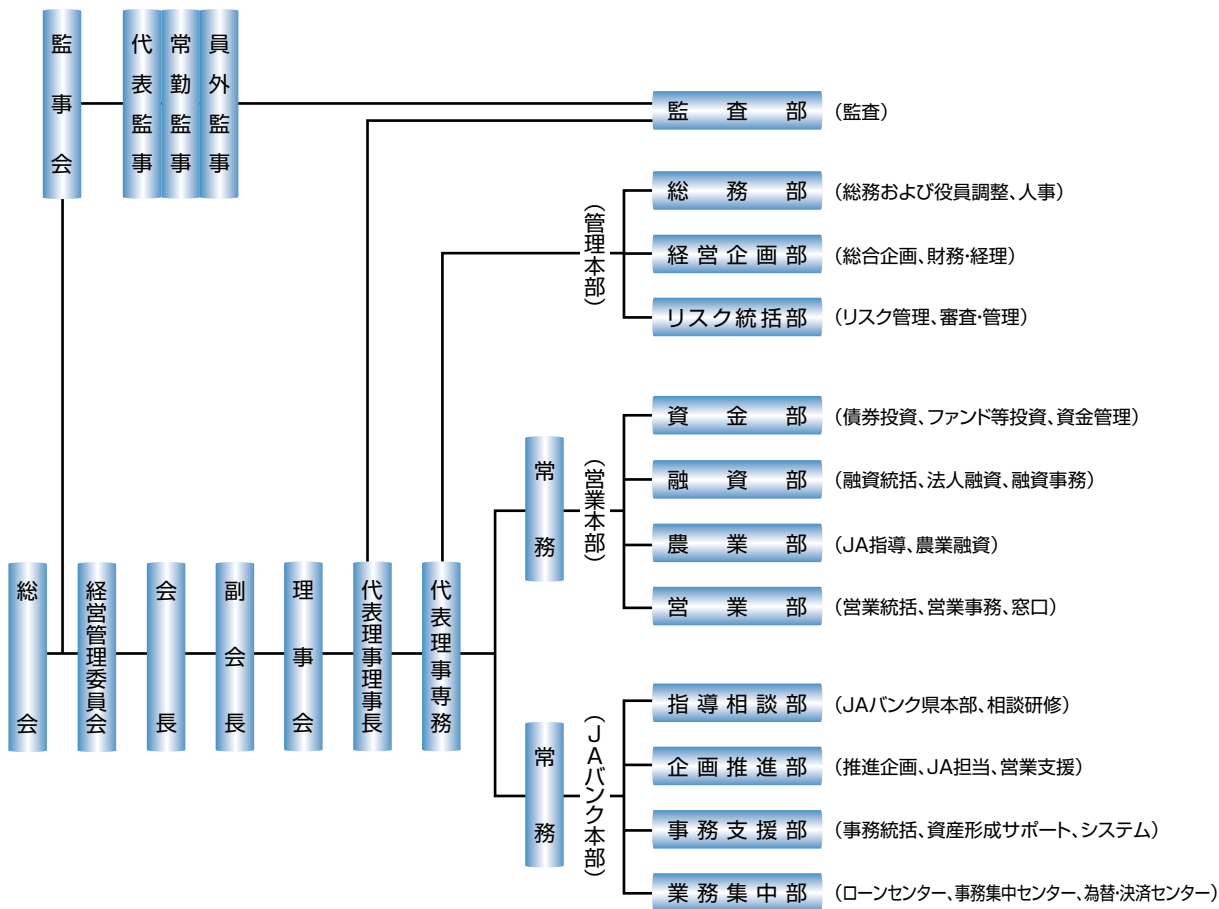 監事会
代表監事
常勤監事
員外監事
監査部 (監査)
(管理本部)
総務部 (総務および役員調整、人事)
経営企画部 (総合企画、財務・経理)
リスク統括部 (リスク管理、審査・管理)
総会
経営管理委員会
会長
副会長
理事会
代表理事理事長
代表理事専務
常務
(営業本部)
資金部 (債券投資、ファンド等投資、資金管理)
融資部 (融資統括、法人融資、融資事務)
農業部 (JA指導、農業融資)
営業部 (営業統括、営業事務、窓口)
常務
(JAバンク本部)
指導相談部 (JAバンク県本部、相談研修)
企画推進部 (推進企画、JA担当、営業支援)
事務支援部 (事務統括、資産形成サポート、システム)
業務集中部 (ローンセンター、事務集中センター、為替・決済センター)